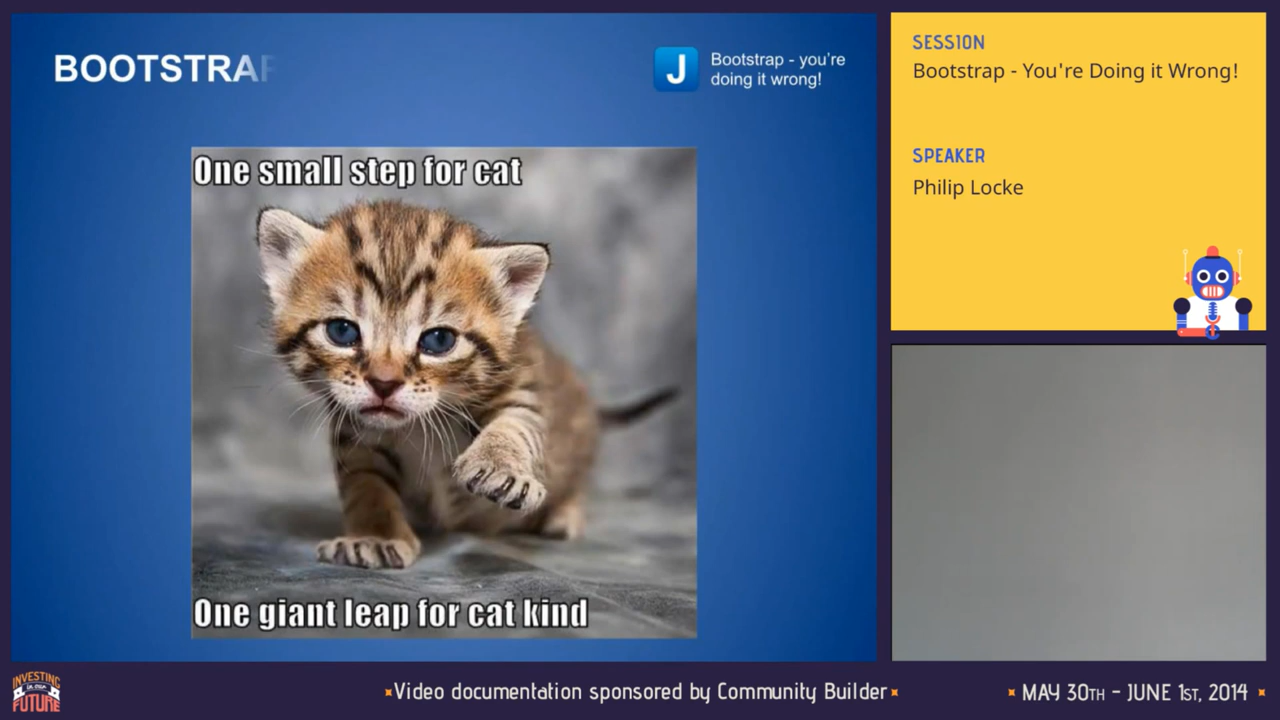 BOOTSTRAP
J
Bootstrap - you're
doing it wrong!
One small step for cat
One giant leap for cat kind
SESSION
Bootstrap - You're Doing it Wrong!
SPEAKER
Philip Locke
INVESTING
IN OUR
FUTURE
Video documentation sponsored by Community Builder
MAY 30TH - JUNE 1ST, 2014